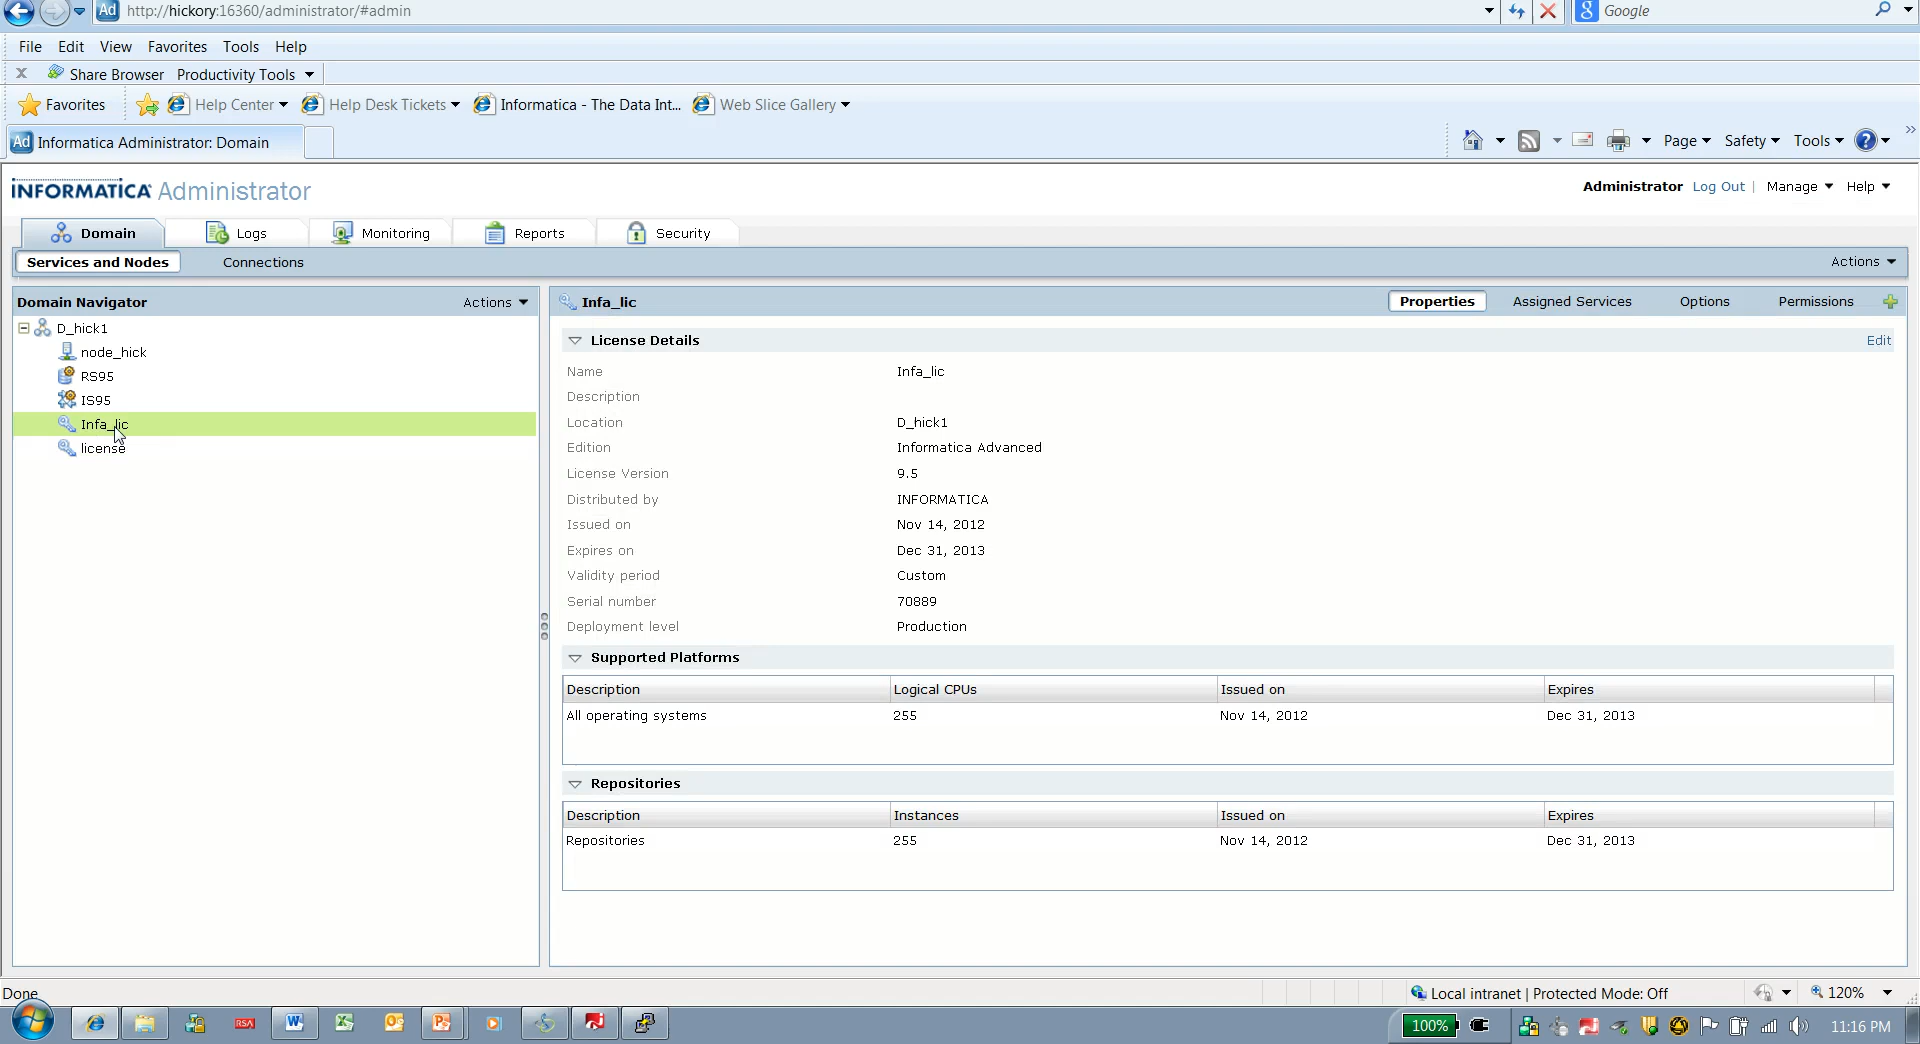 Ad http://hickory:16360/administrator/#admin Google
File Edit View Favorites Tools Help
x Share Browser Productivity Tools
Favorites Help Center Help Desk Tickets Informatica - The Data Int... Web Slice Gallery
Ad Informatica Administrator: Domain Page Safety Tools
INFORMATICA Administrator Administrator Log Out | Manage Help
Domain Logs Monitoring Reports Security
Services and Nodes Connections Actions
Domain Navigator Actions Infa_lic Properties Assigned Services Options Permissions
D_hick1
node_hick
RS95
IS95
Infa_lic
license
License Details Edit
Name Infa_lic
Description
Location D_hick1
Edition Informatica Advanced
License Version 9.5
Distributed by INFORMATICA
Issued on Nov 14, 2012
Expires on Dec 31, 2013
Validity period Custom
Serial number 70889
Deployment level Production
Supported Platforms
Description Logical CPUs Issued on Expires
All operating systems 255 Nov 14, 2012 Dec 31, 2013
Repositories
Description Instances Issued on Expires
Repositories 255 Nov 14, 2012 Dec 31, 2013
Done Local intranet | Protected Mode: Off 120%
RSA 100% 11:16 PM